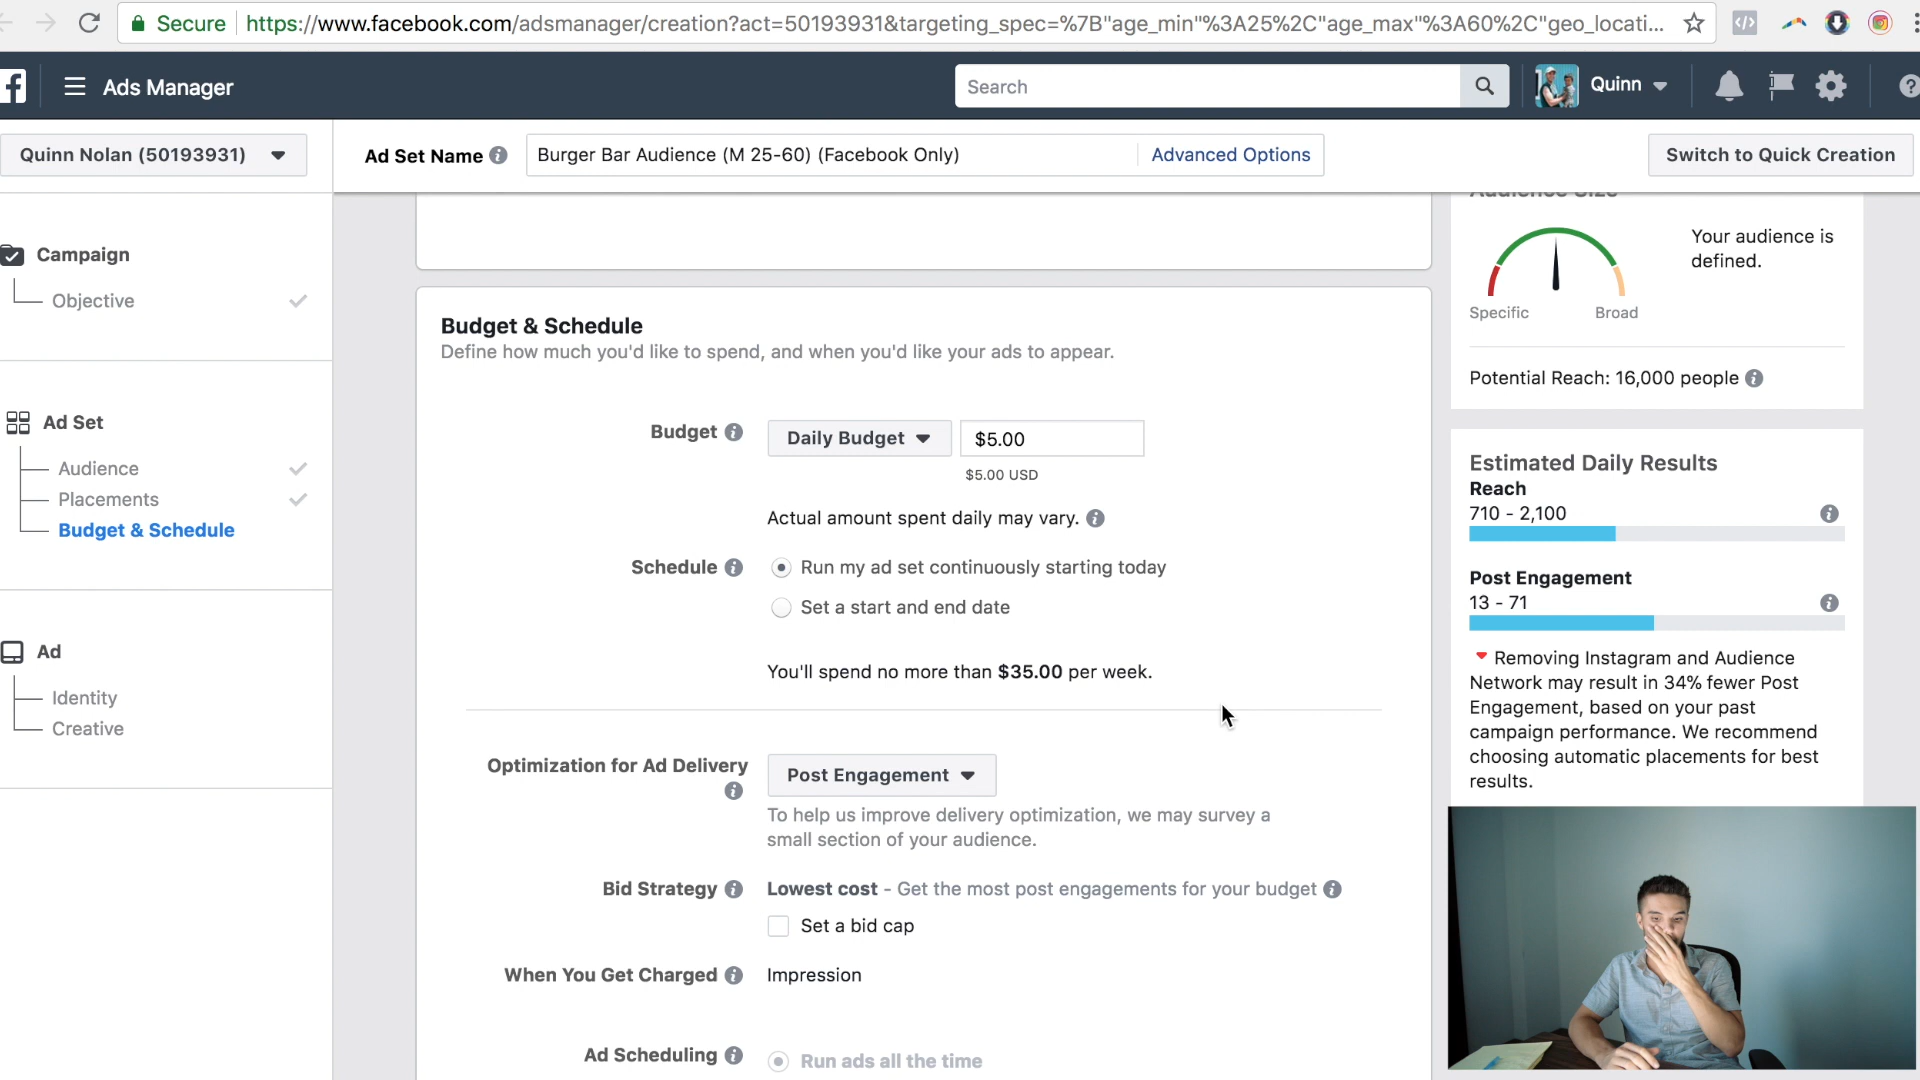 Secure https://www.facebook.com/adsmanager/creation?act=50193931&targeting_spec=%7B"age_min"%3A25%2C"age_max"%3A60%2C"geo_locati...
Ads Manager
Search
Quinn
Quinn Nolan (50193931)
Ad Set Name
Burger Bar Audience (M 25-60) (Facebook Only)
Advanced Options
Switch to Quick Creation
Campaign
Objective
Ad Set
Audience
Placements
Budget & Schedule
Ad
Identity
Creative
Budget & Schedule
Define how much you'd like to spend, and when you'd like your ads to appear.
Budget
Daily Budget
$5.00
$5.00 USD
Actual amount spent daily may vary.
Schedule
Run my ad set continuously starting today
Set a start and end date
You'll spend no more than $35.00 per week.
Optimization for Ad Delivery
Post Engagement
To help us improve delivery optimization, we may survey a
small section of your audience.
Bid Strategy
Lowest cost - Get the most post engagements for your budget
Set a bid cap
When You Get Charged
Impression
Ad Scheduling
Run ads all the time
Audience Size
Your audience is
defined.
Specific
Broad
Potential Reach: 16,000 people
Estimated Daily Results
Reach
710 - 2,100
Post Engagement
13 - 71
Removing Instagram and Audience
Network may result in 34% fewer Post
Engagement, based on your past
campaign performance. We recommend
choosing automatic placements for best
results.